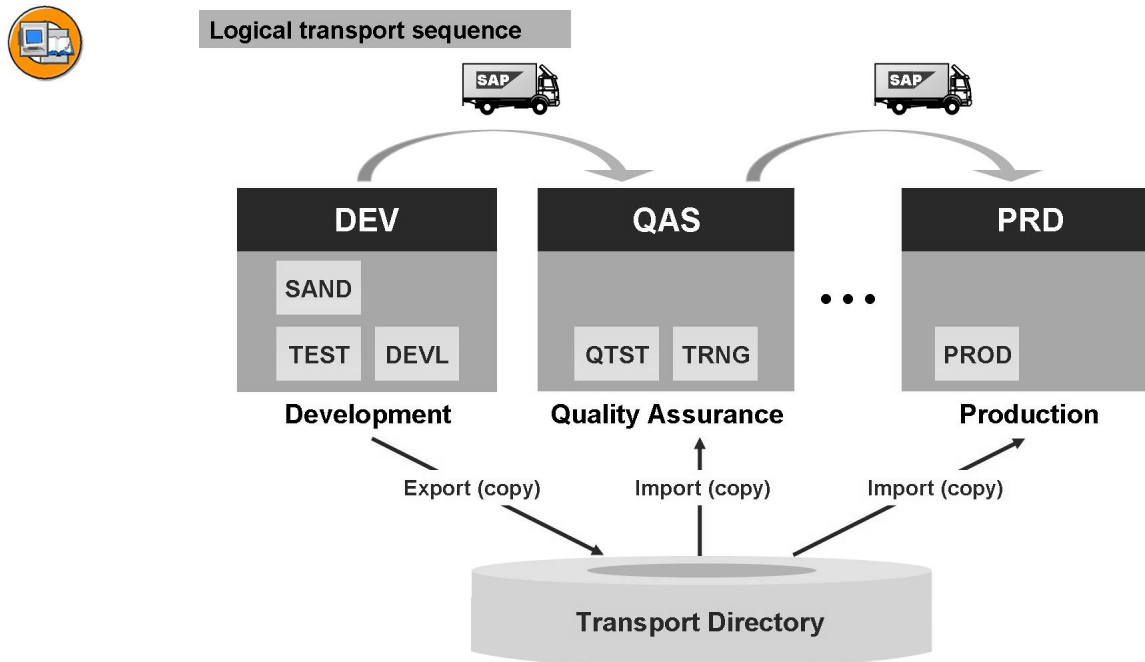 Logical transport sequence
SAP
SAP
DEV
QAS
PRD
SAND
TEST
DEVL
QTST
TRNG
PROD
Development
Quality Assurance
Production
Export (copy)
Import (copy)
Import (copy)
Transport Directory